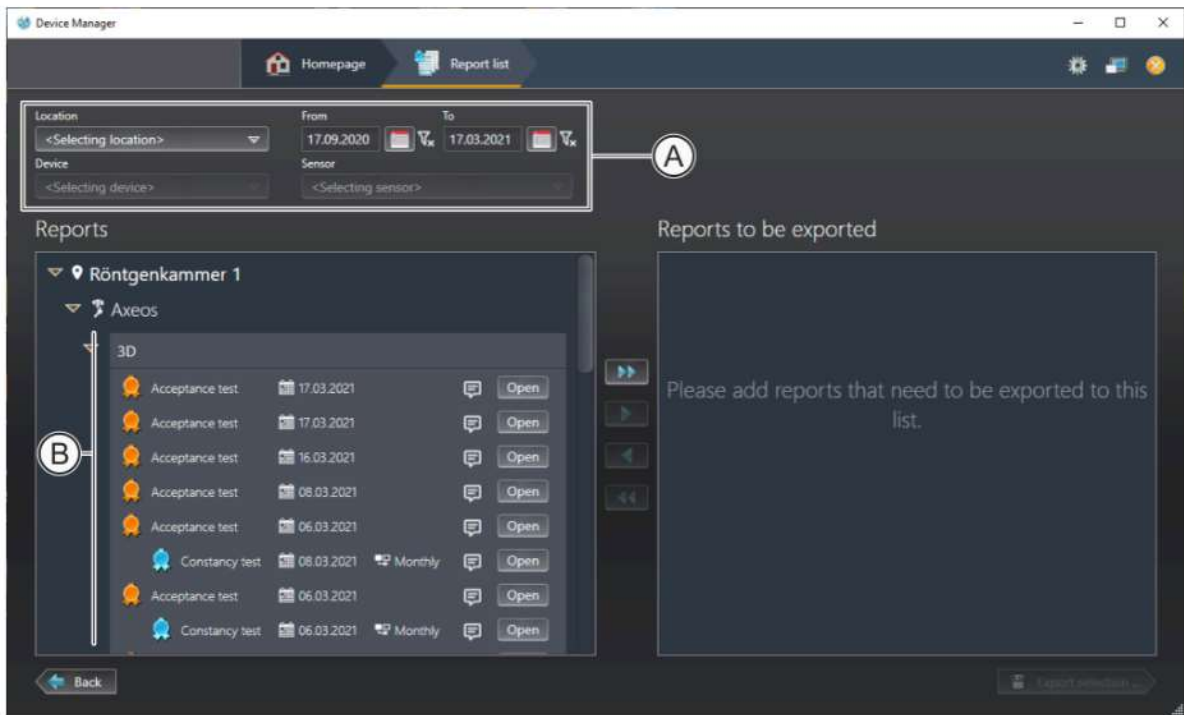 Device Manager
Homepage
Report list
Location
From
To
<Selecting location>
17.09.2020
17.03.2021
A
Device
Sensor
<Selecting device>
<Selecting sensor>
Reports
Reports to be exported
Röntgenkammer 1
Axeos
3D
Acceptance test 17.03.2021 Open
Acceptance test 17.03.2021 Open
Please add reports that need to be exported to this
list.
B
Acceptance test 16.03.2021 Open
Acceptance test 08.03.2021 Open
Acceptance test 06.03.2021 Open
Constancy test 08.03.2021 Monthly Open
Acceptance test 06.03.2021 Open
Constancy test 06.03.2021 Monthly Open
Back
Export selection ...